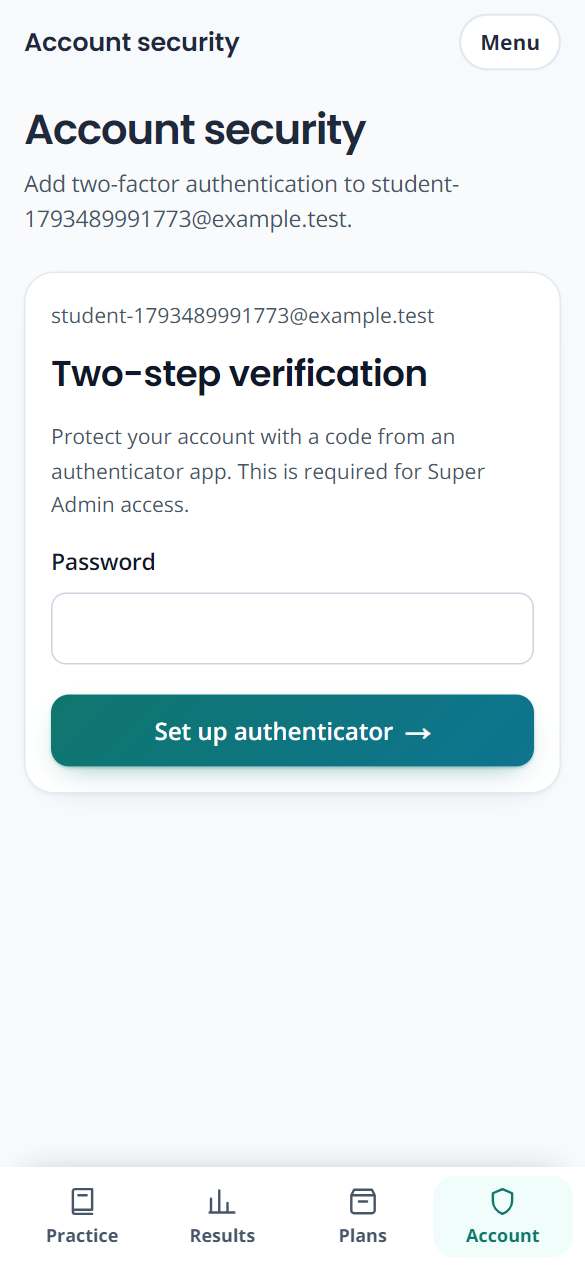 Account security
Menu
Account security
Add two-factor authentication to student-
1793489991773@example.test.
student-1793489991773@example.test
Two-step verification
Protect your account with a code from an
authenticator app. This is required for Super
Admin access.
Password
Set up authenticator →
Practice
Results
Plans
Account